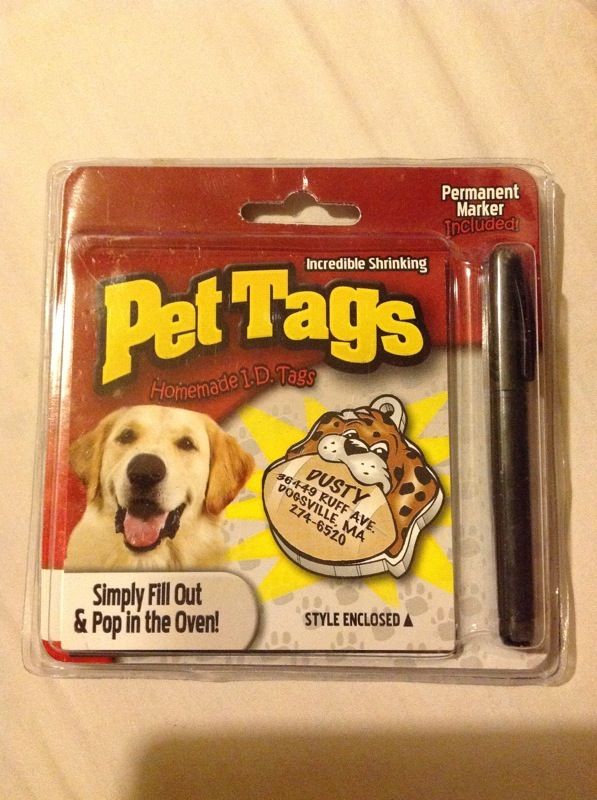 Permanent
Marker
Included!
Incredible Shrinking
Pet Tags
Homemade I.D. Tags
DUSTY
36449 RUFF AVE.
DOGSVILLE, MA
274-6520
Simply Fill Out
& Pop in the Oven!
STYLE ENCLOSED ▲